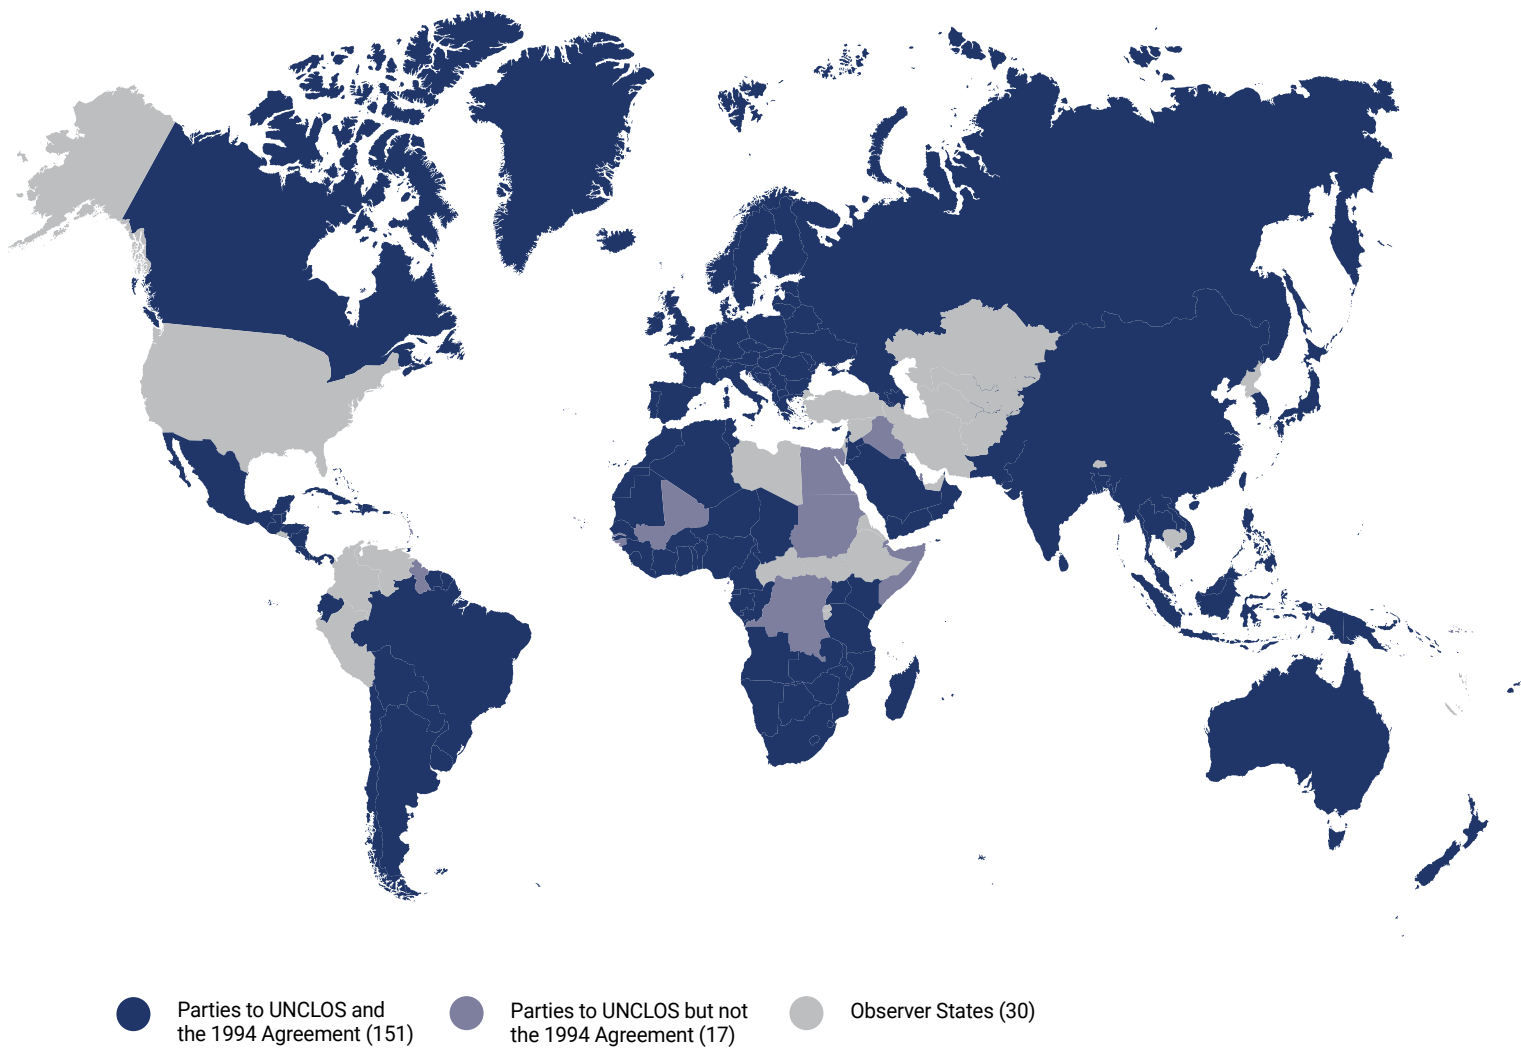 Parties to UNCLOS and
the 1994 Agreement (151)
Parties to UNCLOS but not
the 1994 Agreement (17)
Observer States (30)